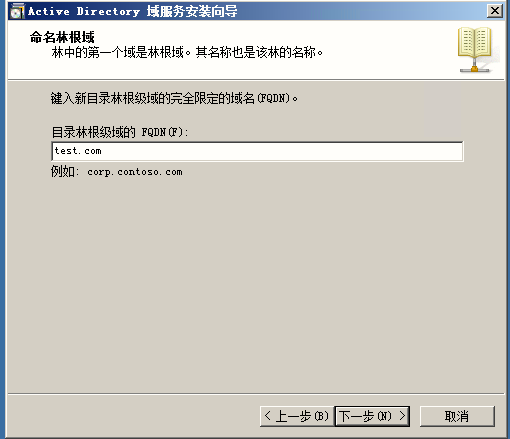 Active Directory 域服务安装向导
命名林根域
林中的第一个域是林根域。其名称也是该林的名称。
键入新目录林根级域的完全限定的域名(FQDN)。
目录林根级域的 FQDN(F):
test.com
例如: corp.contoso.com
< 上一步(B) 下一步(N) > 取消